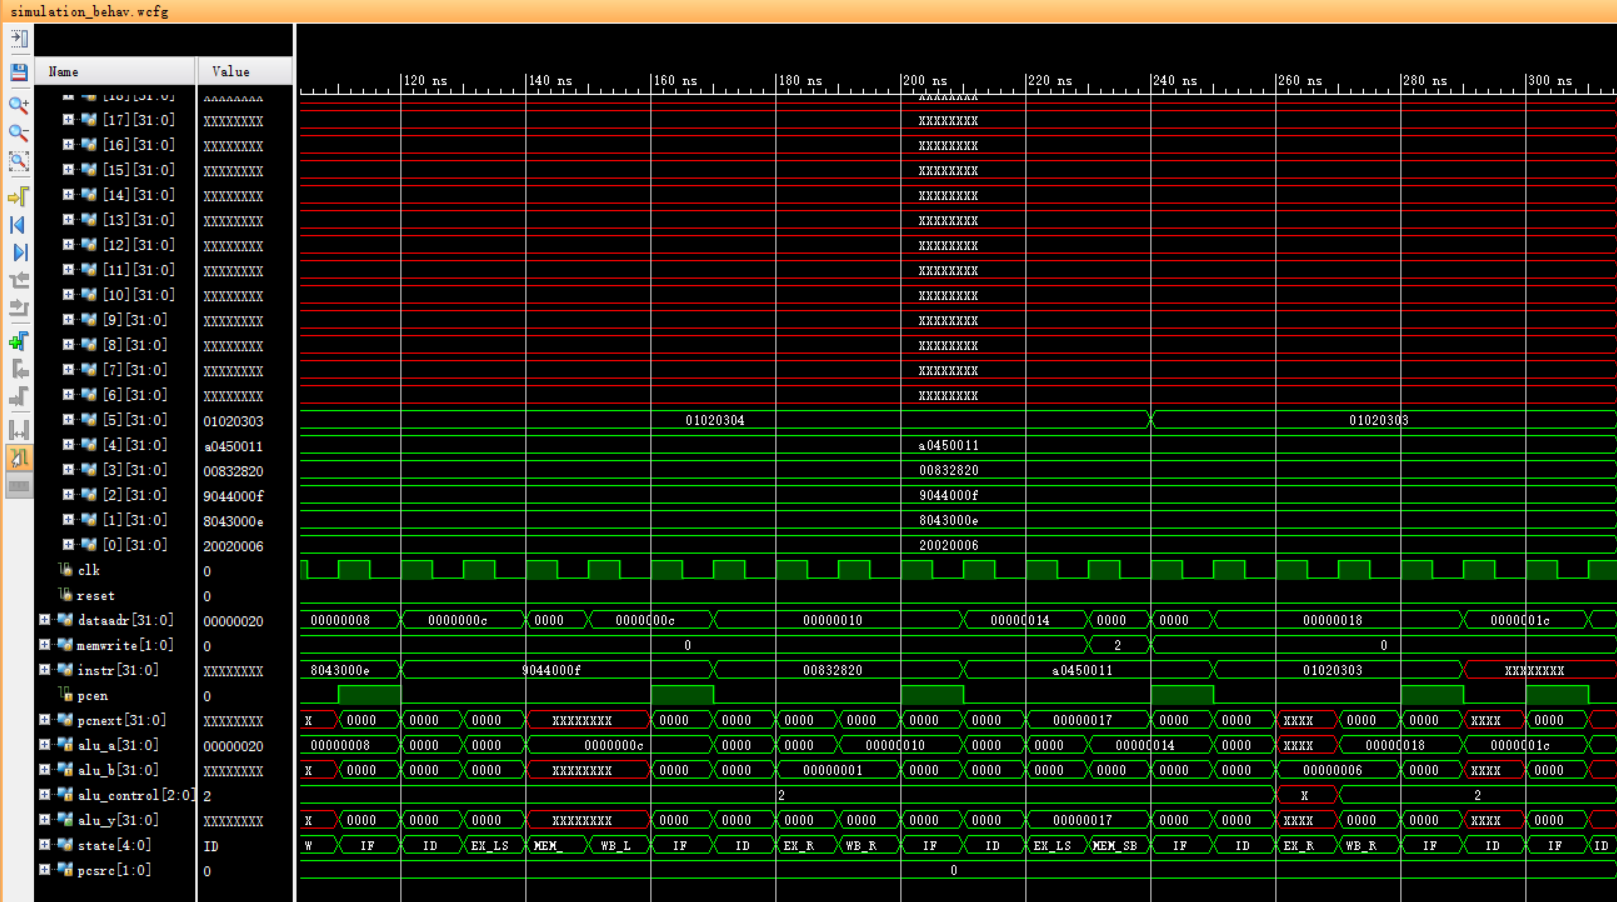 simulation_behav.wcfg
Name Value
120 ns 140 ns 160 ns 180 ns 200 ns 220 ns 240 ns 260 ns 280 ns 300 ns
[18][31:0] XXXXXXXX XXXXXXXX
[17][31:0] XXXXXXXX XXXXXXXX
[16][31:0] XXXXXXXX XXXXXXXX
[15][31:0] XXXXXXXX XXXXXXXX
[14][31:0] XXXXXXXX XXXXXXXX
[13][31:0] XXXXXXXX XXXXXXXX
[12][31:0] XXXXXXXX XXXXXXXX
[11][31:0] XXXXXXXX XXXXXXXX
[10][31:0] XXXXXXXX XXXXXXXX
[9][31:0] XXXXXXXX XXXXXXXX
[8][31:0] XXXXXXXX XXXXXXXX
[7][31:0] XXXXXXXX XXXXXXXX
[6][31:0] XXXXXXXX XXXXXXXX
[5][31:0] 01020303 01020304 01020303
[4][31:0] a0450011 a0450011
[3][31:0] 00832820 00832820
[2][31:0] 9044000f 9044000f
[1][31:0] 8043000e 8043000e
[0][31:0] 20020006 20020006
clk 0
reset 0
dataadr[31:0] 00000020 00000008 0000000c 0000 0000000c 00000010 00000014 0000 0000 00000018 0000001c
memwrite[1:0] 0 0 2 0
instr[31:0] XXXXXXXX 8043000e 9044000f 00832820 a0450011 01020303 XXXXXXXX
pcen 0
pcnext[31:0] XXXXXXXX X 0000 0000 0000 XXXXXXXX 0000 0000 0000 0000 0000 0000 00000017 0000 0000 XXXX 0000 0000 XXXX 0000
alu_a[31:0] 00000020 00000008 0000 0000 0000000c 0000 0000 00000010 0000 0000 00000014 0000 XXXX 00000018 0000001c
alu_b[31:0] XXXXXXXX X 0000 0000 0000 XXXXXXXX 0000 0000 00000001 0000 0000 0000 0000 0000 0000 00000006 0000 XXXX 0000
alu_control[2:0] 2 2 X 2
alu_y[31:0] XXXXXXXX X 0000 0000 0000 XXXXXXXX 0000 0000 0000 0000 0000 0000 00000017 0000 0000 XXXX 0000 0000 XXXX 0000
state[4:0] ID W IF ID EX_LS MEM_ WB_L IF ID EX_R WB_R IF ID EX_LS MEM_SB IF ID EX_R WB_R IF ID IF ID
pcsrc[1:0] 0 0